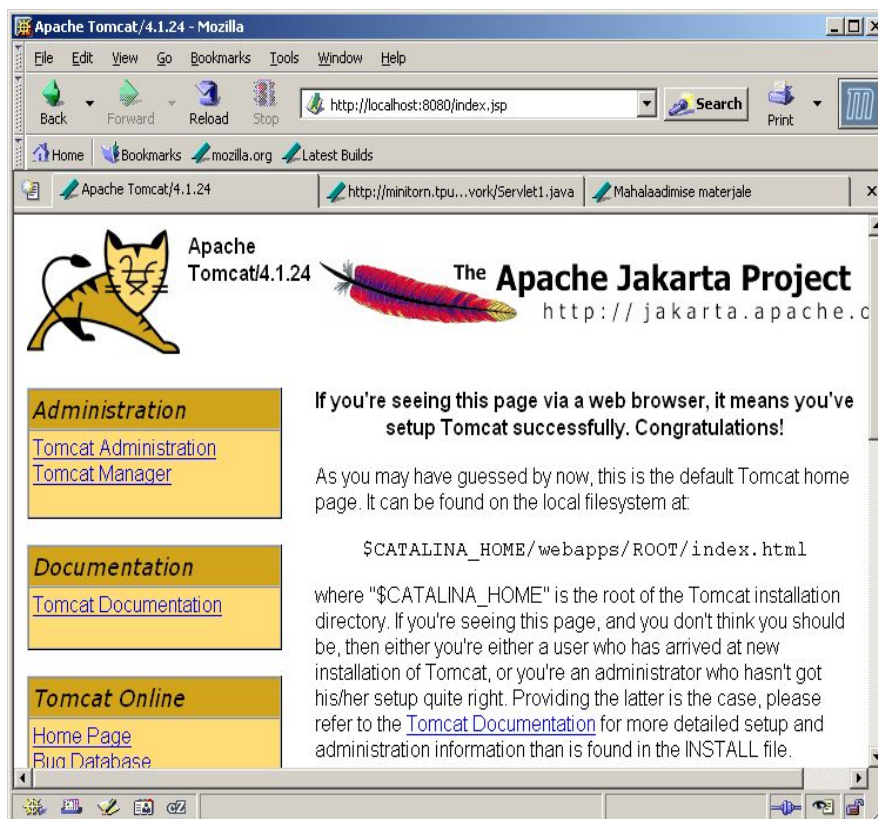 Apache Tomcat/4.1.24 - Mozilla
File Edit View Go Bookmarks Tools Window Help
Back Forward Reload Stop http://localhost:8080/index.jsp Search Print
Home Bookmarks mozilla.org Latest Builds
Apache Tomcat/4.1.24 http://minitorn.tpu...vork/Servlet1.java Mahalaadimise materjale
Apache
Tomcat/4.1.24
The Apache Jakarta Project
http://jakarta.apache.o
Administration
Tomcat Administration
Tomcat Manager
Documentation
Tomcat Documentation
Tomcat Online
Home Page
Bug Database
If you're seeing this page via a web browser, it means you've
setup Tomcat successfully. Congratulations!
As you may have guessed by now, this is the default Tomcat home
page. It can be found on the local filesystem at:
$CATALINA_HOME/webapps/ROOT/index.html
where "$CATALINA_HOME" is the root of the Tomcat installation
directory. If you're seeing this page, and you don't think you should
be, then either you're either a user who has arrived at new
installation of Tomcat, or you're an administrator who hasn't got
his/her setup quite right. Providing the latter is the case, please
refer to the Tomcat Documentation for more detailed setup and
administration information than is found in the INSTALL file.